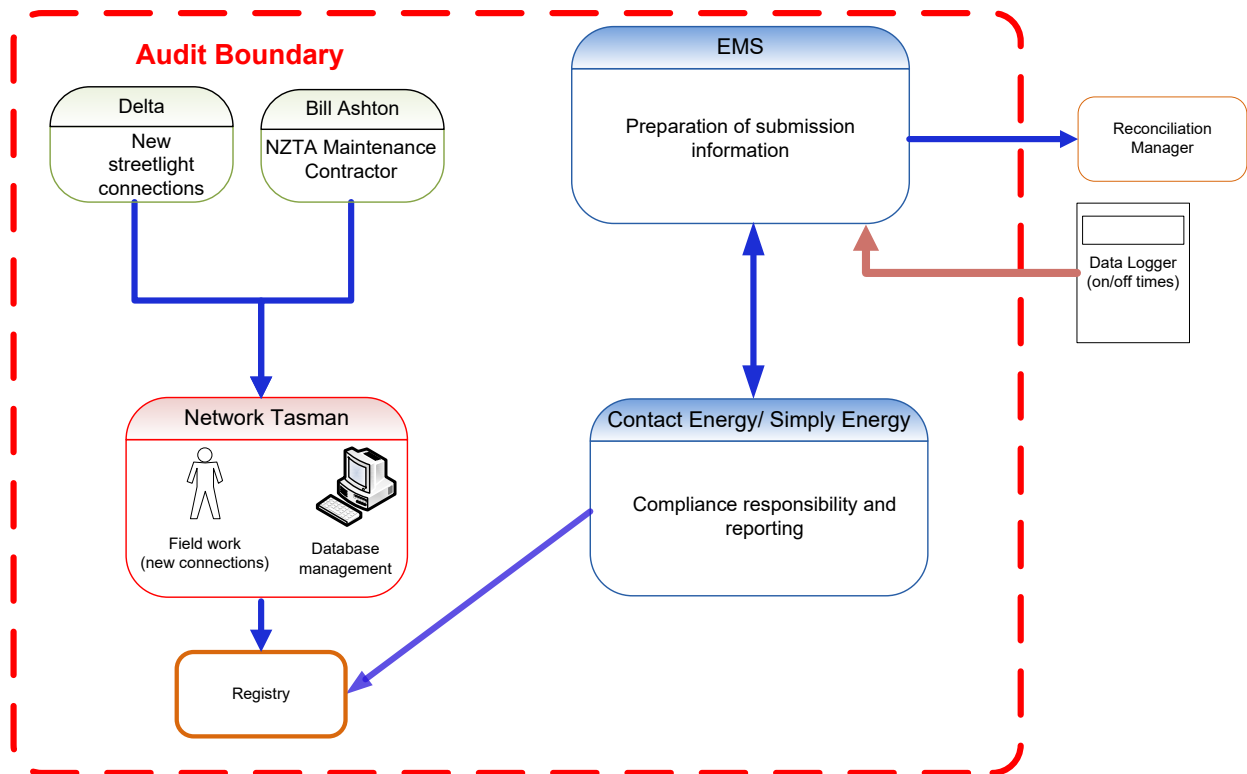 Audit Boundary
EMS
Preparation of submission
information
Delta
New
streetlight
connections
Bill Ashton
NZTA Maintenance
Contractor
Reconciliation
Manager
Data Logger
(on/off times)
Network Tasman
Field work
(new connections)
Database
management
Contact Energy/ Simply Energy
Compliance responsibility and
reporting
Registry